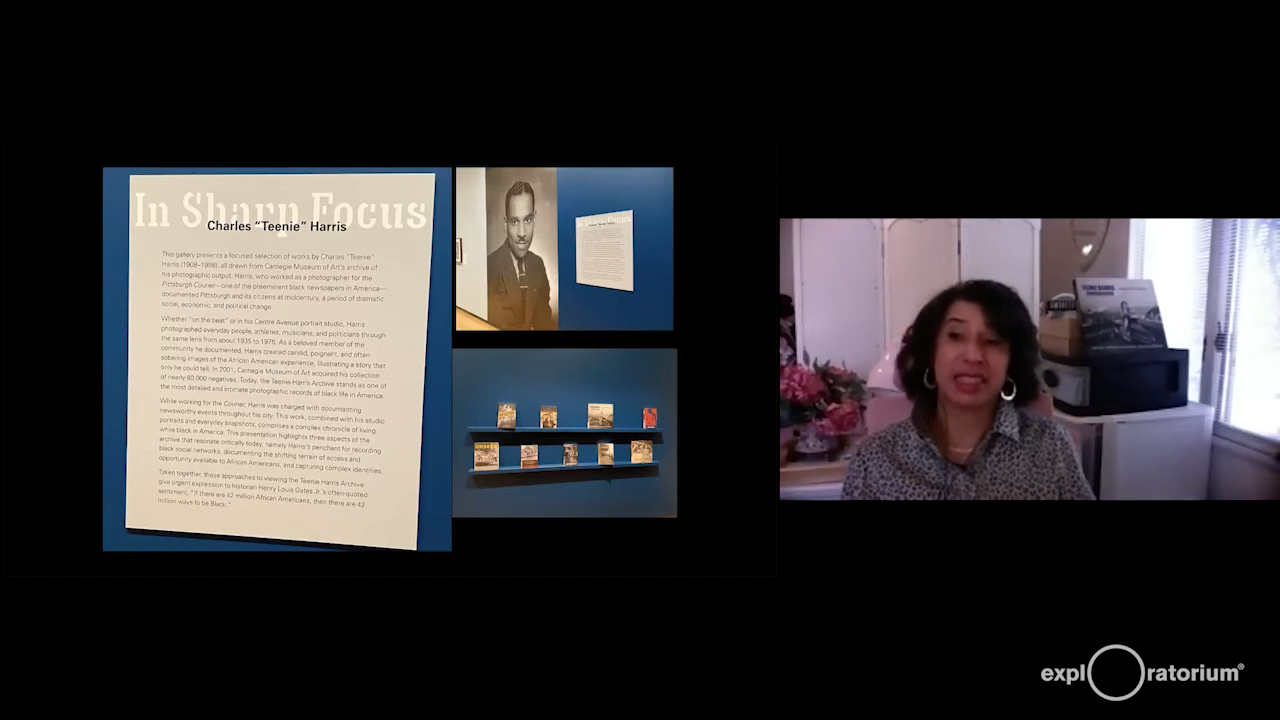 In Sharp Focus
Charles “Teenie” Harris
This gallery presents a focused selection of works by Charles “Teenie”
Harris (1908–1998), all drawn from Carnegie Museum of Art’s archive of
his photographic output. Harris, who worked as a photographer for the
Pittsburgh Courier—one of the preeminent black newspapers in America—
documented Pittsburgh and its citizens at midcentury, a period of dramatic
social, economic, and political change.
Whether “on the beat” or in his Centre Avenue portrait studio, Harris
photographed everyday people, athletes, musicians, and politicians through
the same lens from about 1935 to 1975. As a beloved member of the
community he documented, Harris created candid, poignant, and often
sobering images of the African American experience, illustrating a story that
only he could tell. In 2001, Carnegie Museum of Art acquired his collection
of nearly 80,000 negatives. Today, the Teenie Harris Archive stands as one of
the most detailed and intimate photographic records of black life in America.
While working for the Courier, Harris was charged with documenting
newsworthy events throughout his city. This work, combined with his studio
portraits and everyday snapshots, comprises a complex chronicle of living
while black in America. This presentation highlights three aspects of the
archive that resonate critically today, namely Harris’s penchant for recording
black social networks, documenting the shifting terrain of access and
opportunity available to African Americans, and capturing complex identities.
Taken together, these approaches to viewing the Teenie Harris Archive
give urgent expression to historian Henry Louis Gates Jr.’s often-quoted
sentiment, “If there are 42 million African Americans, then there are 42
million ways to be Black.”
In Sharp Focus
TEENIE HARRIS
PHOTOGRAPHER
expl ratorium®